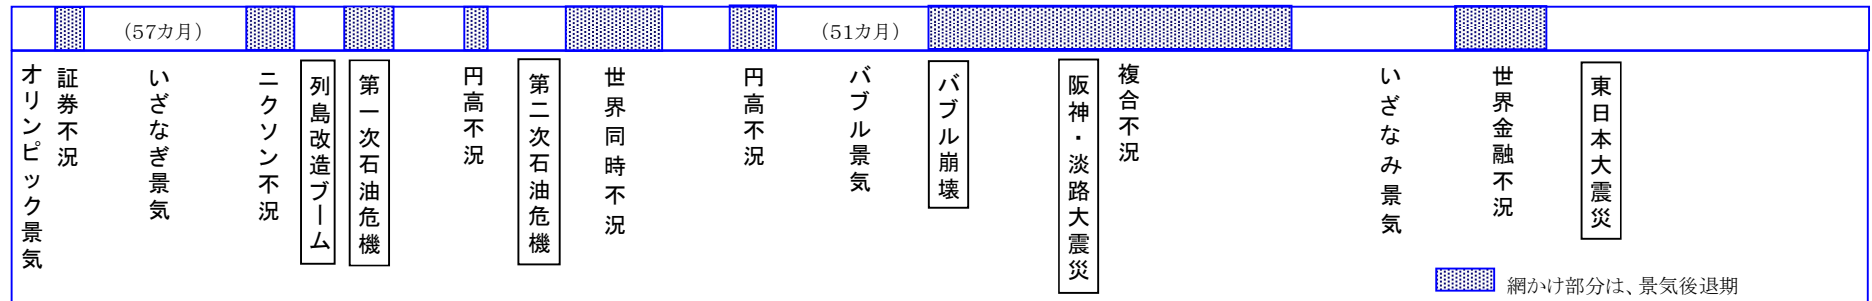 （57カ月）
（51カ月）
オリンピック景気
証券不況
いざなぎ景気
ニクソン不況
列島改造ブーム
第一次石油危機
円高不況
第二次石油危機
世界同時不況
円高不況
バブル景気
バブル崩壊
阪神・淡路大震災
複合不況
いざなみ景気
世界金融不況
東日本大震災
網かけ部分は、景気後退期